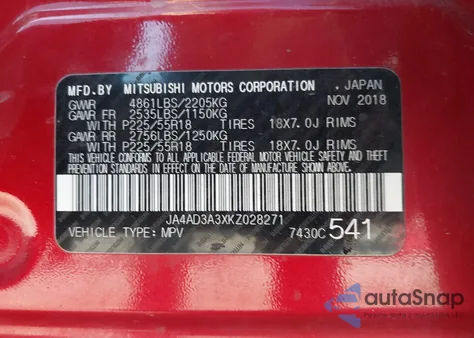 MFD.BY MITSUBISHI MOTORS CORPORATION , JAPAN
GVWR 4861LBS/2205KG NOV 2018
GAWR FR 2535LBS/1150KG
WITH P225/55R18 TIRES 18X7.0J RIMS
GAWR RR 2756LBS/1250KG
WITH P225/55R18 TIRES 18X7.0J RIMS
THIS VEHICLE CONFORMS TO ALL APPLICABLE FEDERAL
MOTOR VEHICLE SAFETY, BUMPER, AND THEFT
PREVENTION STANDARDS IN EFFECT ON THE
DATE OF MANUFACTURE SHOWN ABOVE.
JA4AD3A3XKZ028271
VEHICLE TYPE: MPV 7430C 541
autoSnap